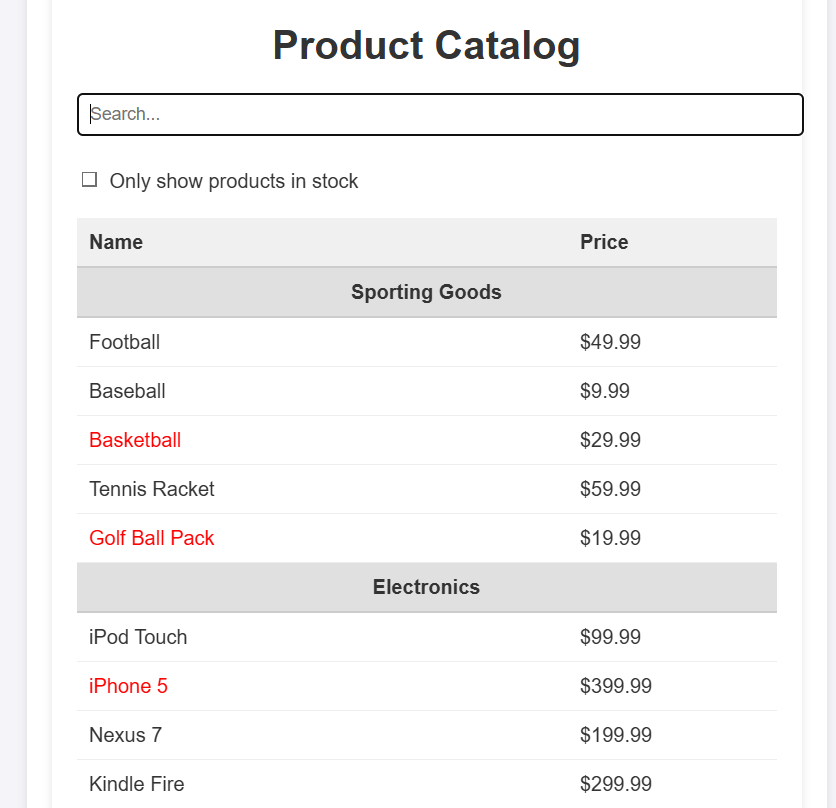 Product Catalog
Search...
Only show products in stock
Name Price
Sporting Goods
Football $49.99
Baseball $9.99
Basketball $29.99
Tennis Racket $59.99
Golf Ball Pack $19.99
Electronics
iPod Touch $99.99
iPhone 5 $399.99
Nexus 7 $199.99
Kindle Fire $299.99